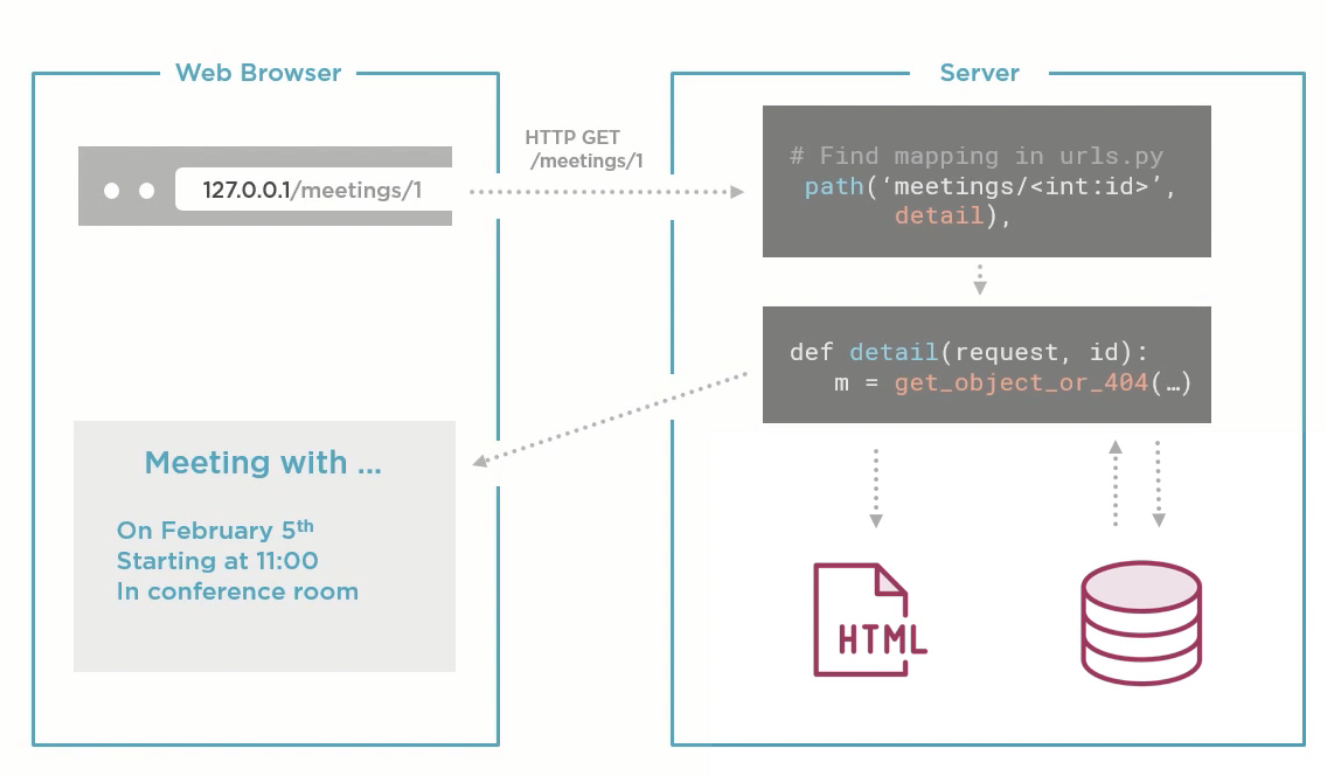 Web Browser
127.0.0.1/meetings/1
HTTP GET
/meetings/1
Server
# Find mapping in urls.py
path(‘meetings/<int:id>’,
detail),
def detail(request, id):
m = get_object_or_404(…)
Meeting with ...
On February 5th
Starting at 11:00
In conference room
HTML